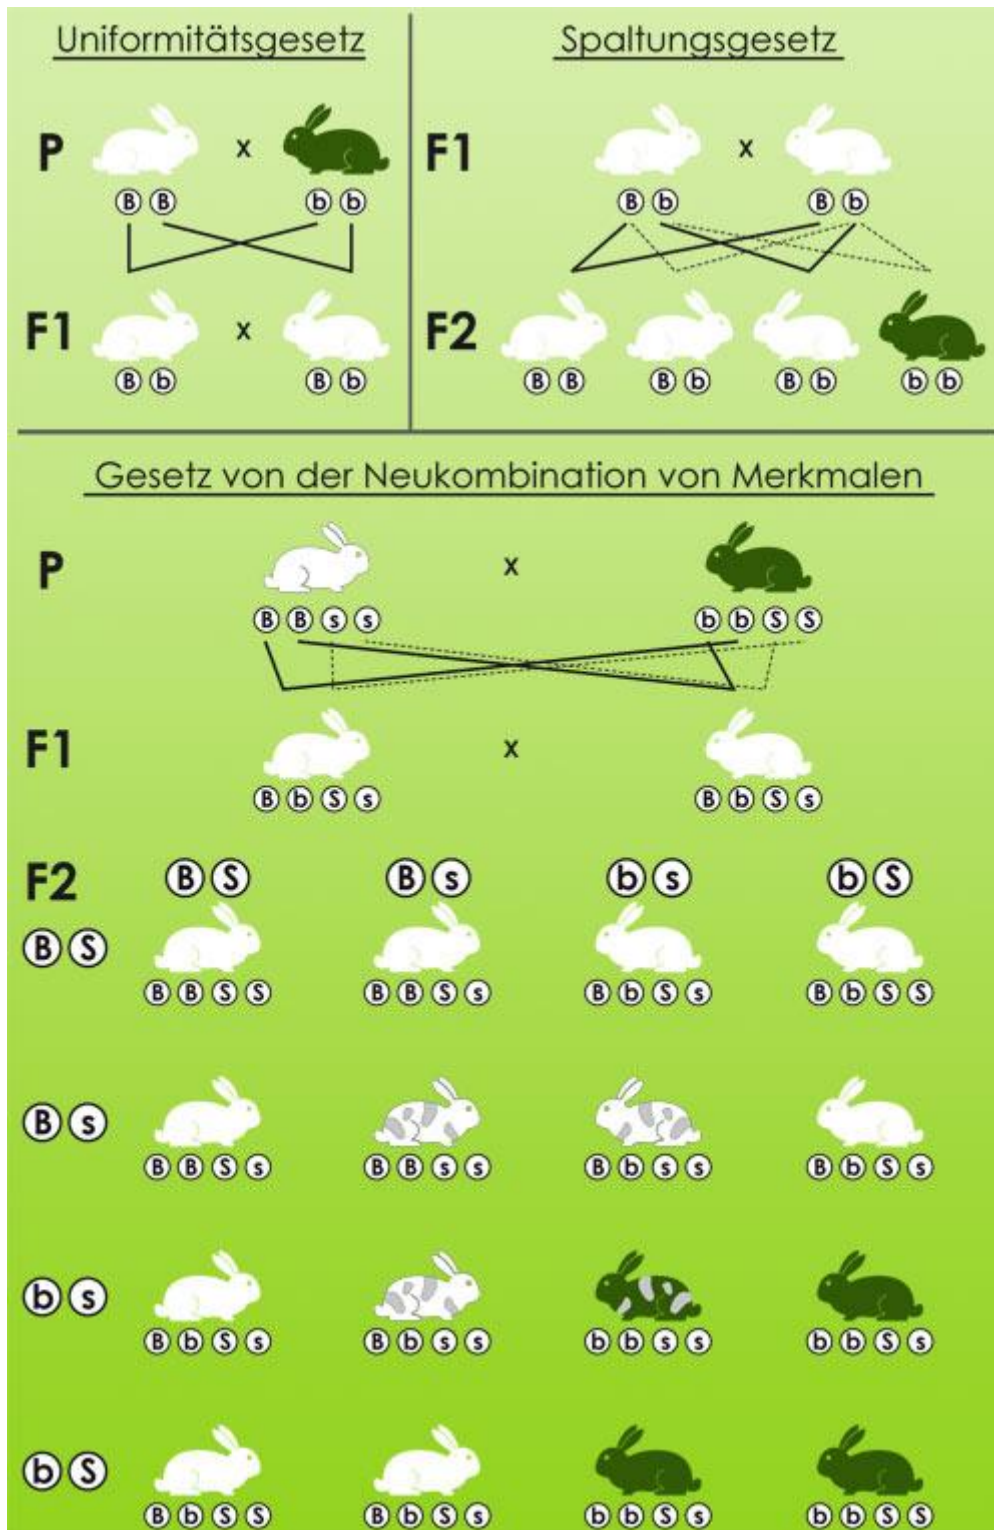 Uniformitätsgesetz
P x
B B b b
F1 x
B b B b
Spaltungsgesetz
F1 x
B b B b
F2
B B B b B b b b
Gesetz von der Neukombination von Merkmalen
P x
B B s s b b S S
F1 x
B b S s B b S s
F2 B S B s b s b S
B S
B B S S B B S s B b S s B b S S
B s
B B S s B B s s B b s s B b S s
b s
B b S s B b s s b b s s b b S s
b S
B b S S B b S s b b S s b b S S